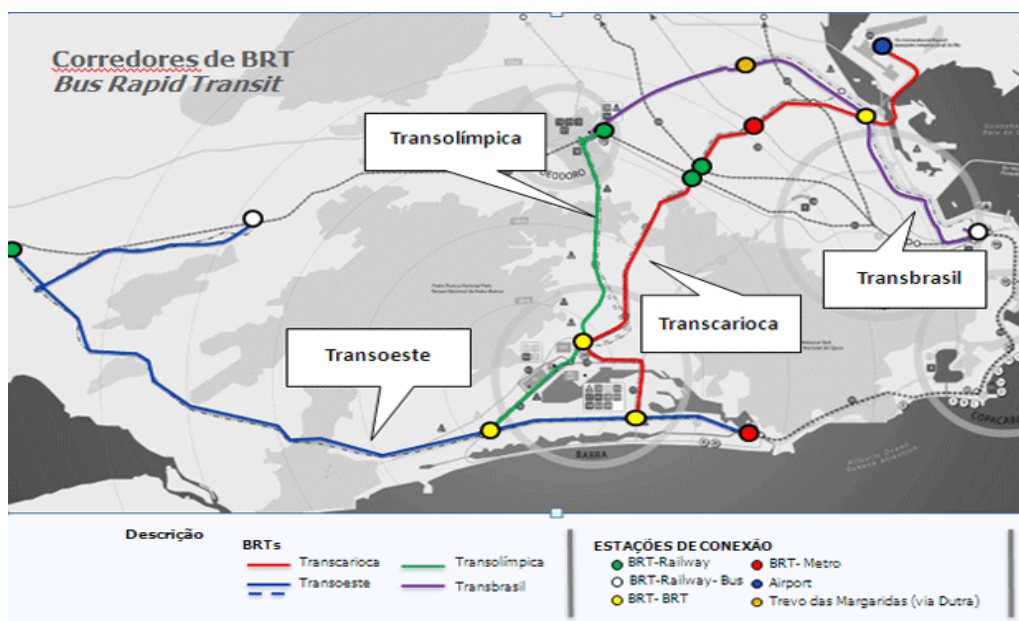 Corredores de BRT
Bus Rapid Transit
Transolímpica
DEODORO
Transbrasil
Transcarioca
Transoeste
COPACABA
BARRA
Descrição
BRTs
Transcarioca
Transolímpica
Transoeste
Transbrasil
ESTAÇÕES DE CONEXÃO
BRT-Railway
BRT- Metro
BRT-Railway- Bus
Airport
BRT- BRT
Trevo das Margaridas (via Dutra)